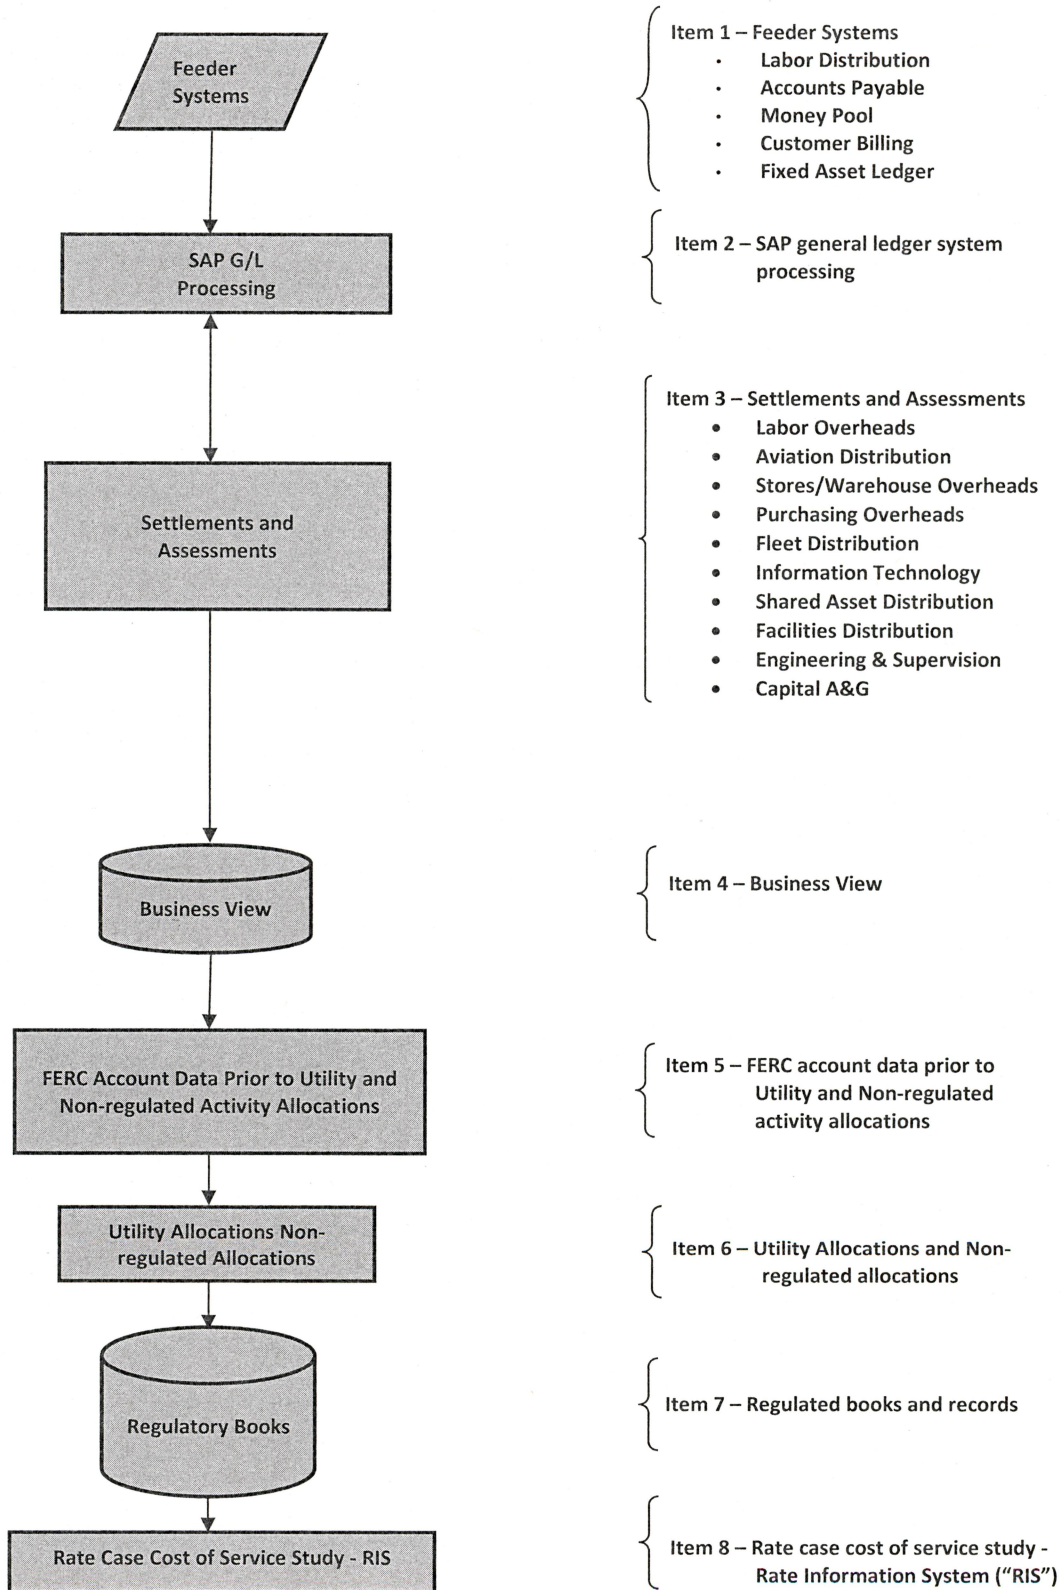 Feeder
Systems
Item 1 – Feeder Systems
· Labor Distribution
· Accounts Payable
· Money Pool
· Customer Billing
· Fixed Asset Ledger
SAP G/L
Processing
Item 2 – SAP general ledger system
processing
Settlements and
Assessments
Item 3 – Settlements and Assessments
• Labor Overheads
• Aviation Distribution
• Stores/Warehouse Overheads
• Purchasing Overheads
• Fleet Distribution
• Information Technology
• Shared Asset Distribution
• Facilities Distribution
• Engineering & Supervision
• Capital A&G
Business View
Item 4 – Business View
FERC Account Data Prior to Utility and
Non-regulated Activity Allocations
Item 5 – FERC account data prior to
Utility and Non-regulated
activity allocations
Utility Allocations Non-
regulated Allocations
Item 6 – Utility Allocations and Non-
regulated allocations
Regulatory Books
Item 7 – Regulated books and records
Rate Case Cost of Service Study - RIS
Item 8 – Rate case cost of service study -
Rate Information System (“RIS”)